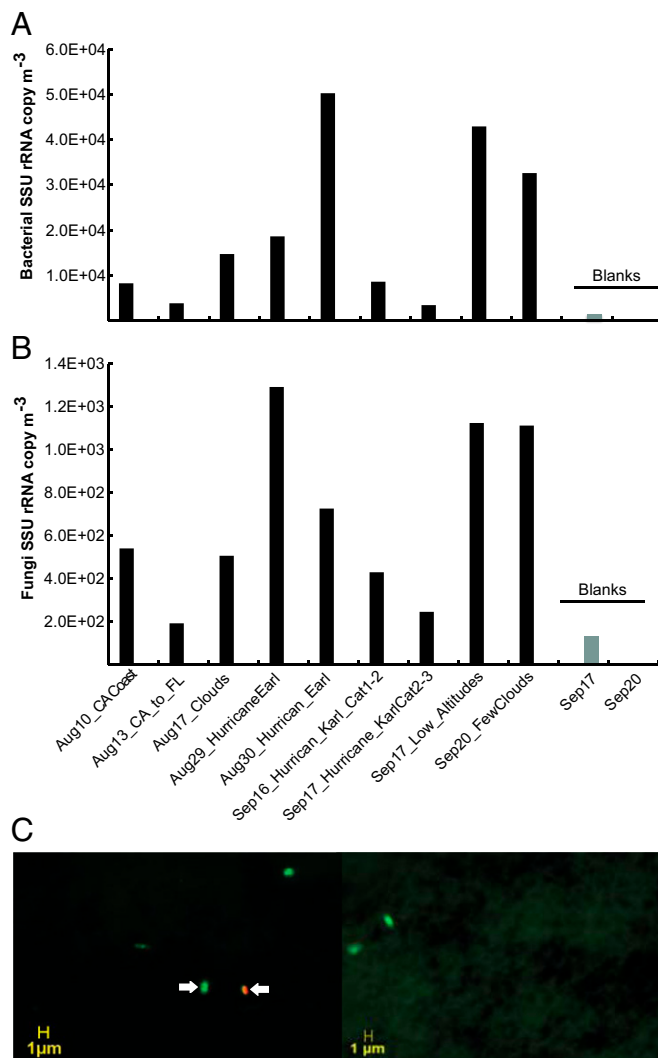 A
Bacterial SSU rRNA copy m-3
6.0E+04
5.0E+04
4.0E+04
3.0E+04
2.0E+04
1.0E+04
Blanks
B
Fungi SSU rRNA copy m-3
1.4E+03
1.2E+03
1.0E+03
8.0E+02
6.0E+02
4.0E+02
2.0E+02
Blanks
Aug10_CACoast
Aug13_CA_to_FL
Aug17_Clouds
Aug29_HurricaneEarl
Aug30_Hurrican_Earl
Sep16_Hurrican_Karl_Cat1-2
Sep17_Hurricane_KarlCat2-3
Sep17_Low_Altitudes
Sep20_FewClouds
Sep17
Sep20
C
1µm
1 µm